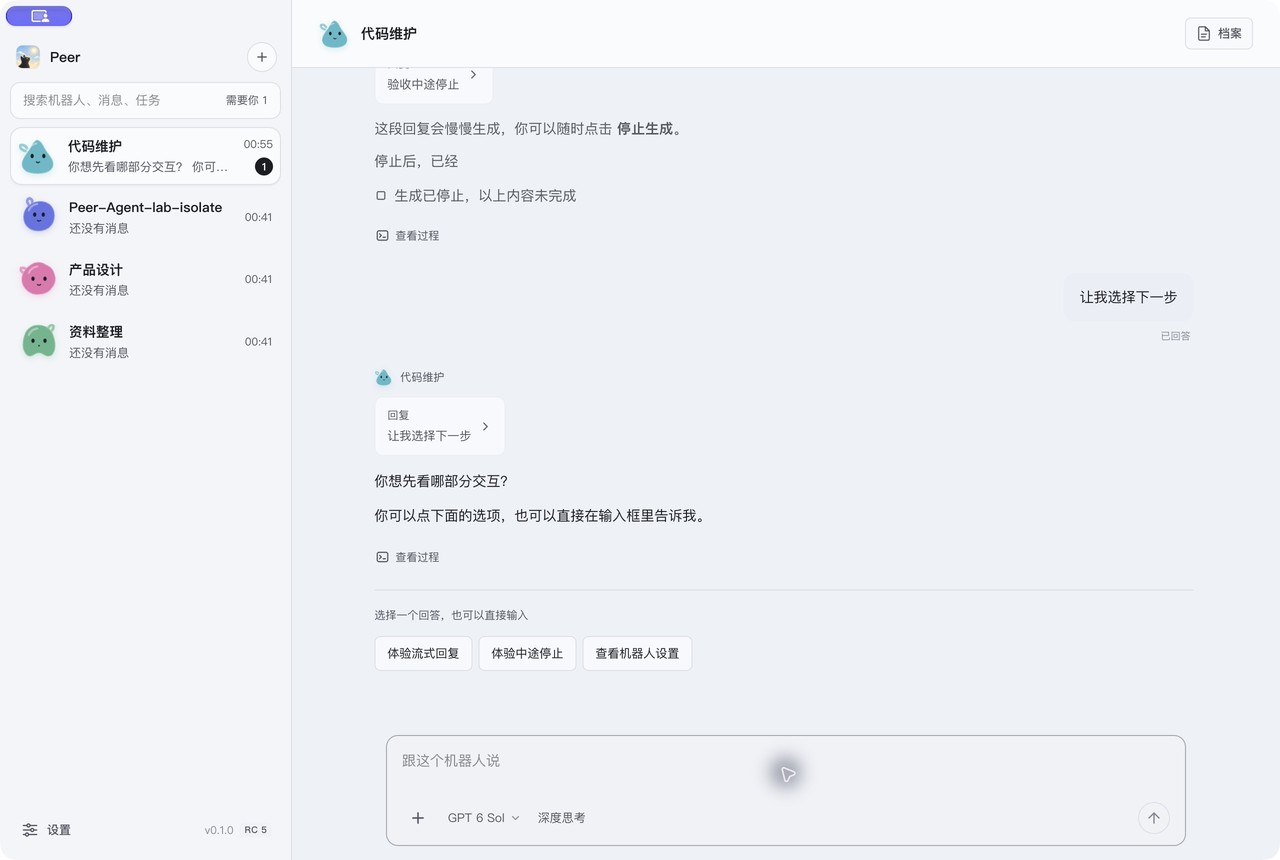 Peer
搜索机器人、消息、任务
需要你 1
代码维护
00:55
你想先看哪部分交互? 你可…
1
Peer-Agent-lab-isolate
还没有消息
00:41
产品设计
还没有消息
00:41
资料整理
还没有消息
00:41
设置
v0.1.0
RC 5
代码维护
档案
验收中途停止
这段回复会慢慢生成，你可以随时点击 停止生成。
停止后，已经
生成已停止，以上内容未完成
查看过程
让我选择下一步
已回答
代码维护
回复
让我选择下一步
你想先看哪部分交互?
你可以点下面的选项，也可以直接在输入框里告诉我。
查看过程
选择一个回答，也可以直接输入
体验流式回复
体验中途停止
查看机器人设置
跟这个机器人说
GPT 6 Sol
深度思考